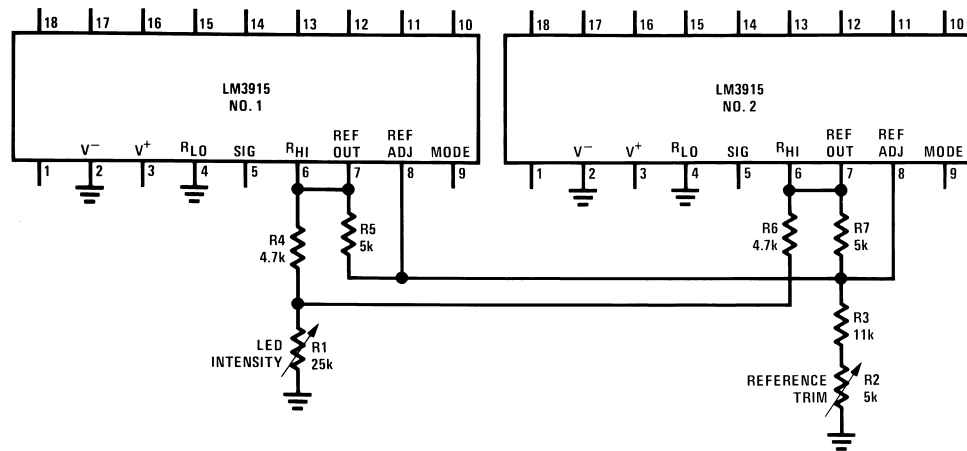 18 17 16 15 14 13 12 11 10
18 17 16 15 14 13 12 11 10
LM3915
NO. 1
LM3915
NO. 2
V− V+ RLO SIG RHI REF OUT REF ADJ MODE
V− V+ RLO SIG RHI REF OUT REF ADJ MODE
1 2 3 4 5 6 7 8 9
1 2 3 4 5 6 7 8 9
R4
4.7k
R5
5k
R6
4.7k
R7
5k
LED
INTENSITY
R1
25k
R3
11k
REFERENCE
TRIM
R2
5k